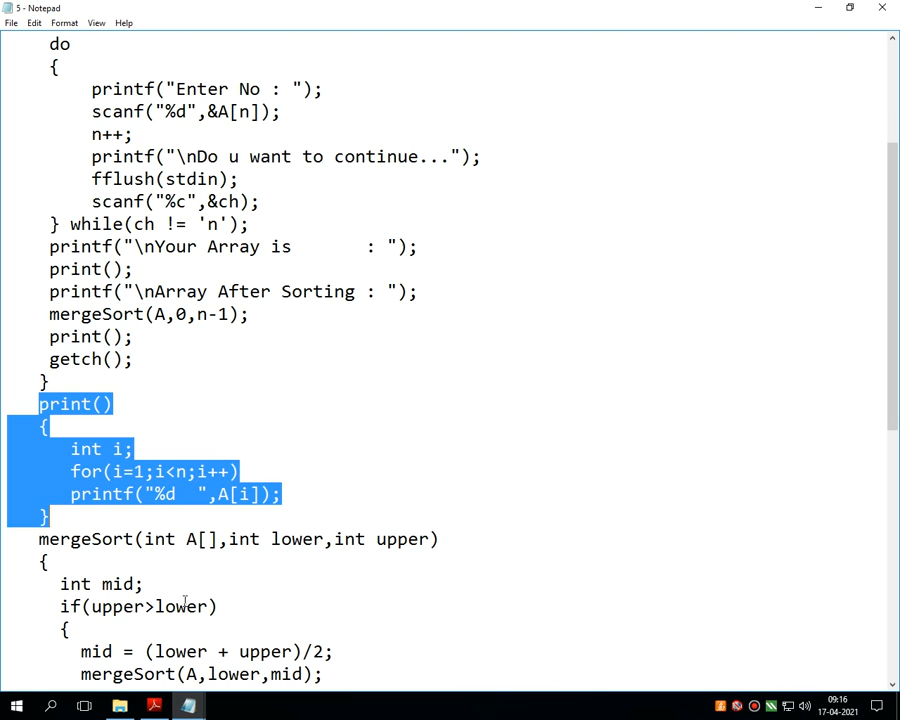 5 - Notepad
File Edit Format View Help
do
{
printf("Enter No : ");
scanf("%d",&A[n]);
n++;
printf("\nDo u want to continue...");
fflush(stdin);
scanf("%c",&ch);
} while(ch != 'n');
printf("\nYour Array is       : ");
print();
printf("\nArray After Sorting : ");
mergeSort(A,0,n-1);
print();
getch();
}
print()
{
int i;
for(i=1;i<n;i++)
printf("%d  ",A[i]);
}
mergeSort(int A[],int lower,int upper)
{
int mid;
if(upper>lower)
{
mid = (lower + upper)/2;
mergeSort(A,lower,mid);
09:16
17-04-2021